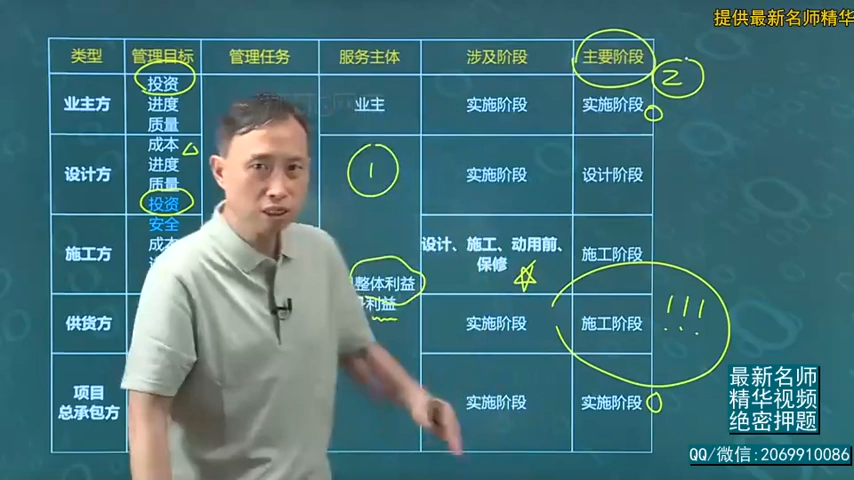 提供最新名师精华
类型 管理目标 管理任务 服务主体 涉及阶段 主要阶段
2
业主方
投资
进度
质量
业主
实施阶段
实施阶段
设计方
成本
进度
质量
投资
1
实施阶段
设计阶段
施工方
安全
成本
设计、施工、动用前、
保修
施工阶段
整体利益
利益
供货方
实施阶段
施工阶段
!!!
项目
总承包方
实施阶段
实施阶段
最新名师
精华视频
绝密押题
QQ/微信:2069910086